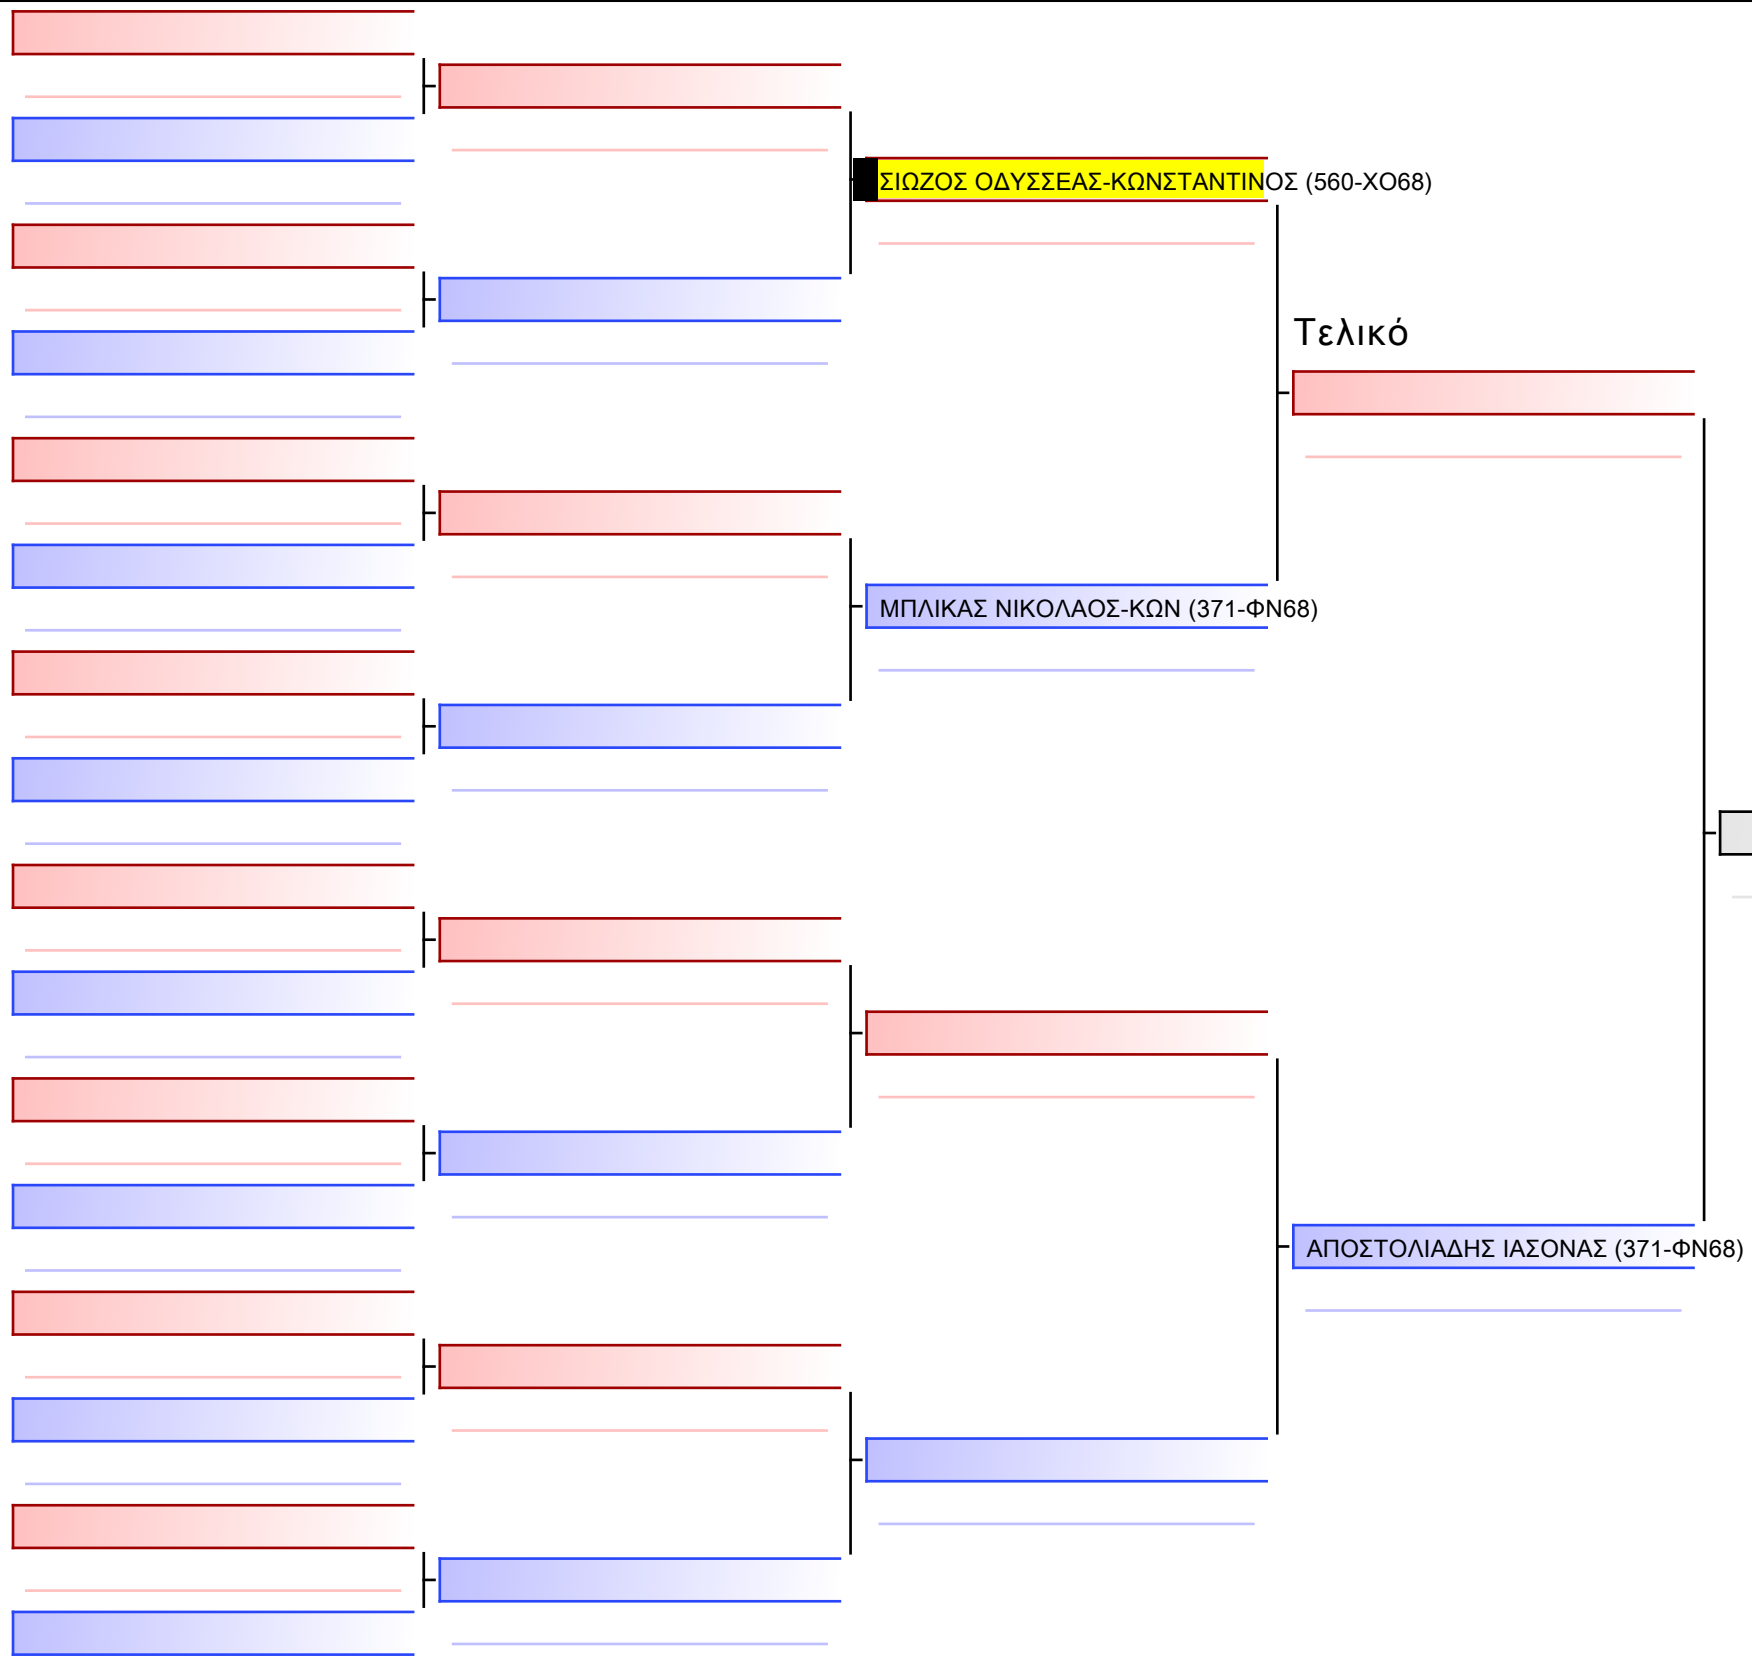 ΣΙΩΖΟΣ ΟΔΥΣΣΕΑΣ-ΚΩΝΣΤΑΝΤΙΝΟΣ (560-ΧΟ68)
Τελικό
ΜΠΛΙΚΑΣ ΝΙΚΟΛΑΟΣ-ΚΩΝ (371-ΦΝ68)
ΑΠΟΣΤΟΛΙΑΔΗΣ ΙΑΣΟΝΑΣ (371-ΦΝ68)